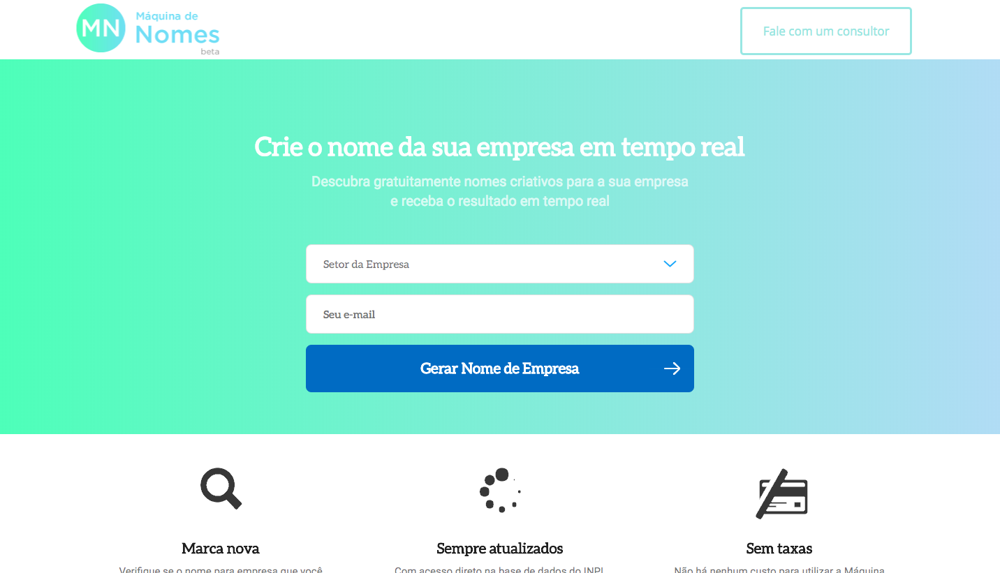 MN
Máquina de
Nomes
beta
Fale com um consultor
Crie o nome da sua empresa em tempo real
Descubra gratuitamente nomes criativos para a sua empresa
e receba o resultado em tempo real
Setor da Empresa
Seu e-mail
Gerar Nome de Empresa
Marca nova
Sempre atualizados
Sem taxas
Verifique se o nome para empresa que você
Com acesso direto na base de dados do INPI
Não há nenhum custo para utilizar a Máquina